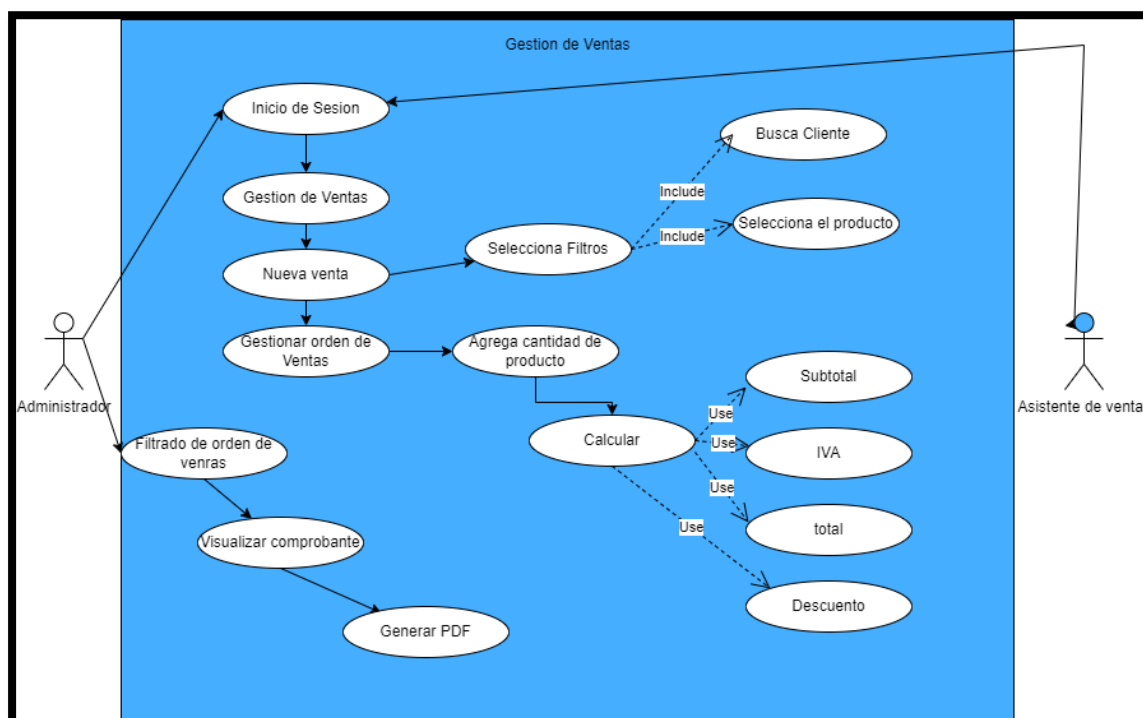 Gestion de Ventas
Inicio de Sesion
Busca Cliente
Include
Gestion de Ventas
Selecciona el producto
Include
Selecciona Filtros
Nueva venta
Gestionar orden de
Ventas
Agrega cantidad de
producto
Administrador
Asistente de venta
Subtotal
Use
Calcular
Use
IVA
Filtrado de orden de
venras
Use
total
Use
Visualizar comprobante
Descuento
Generar PDF